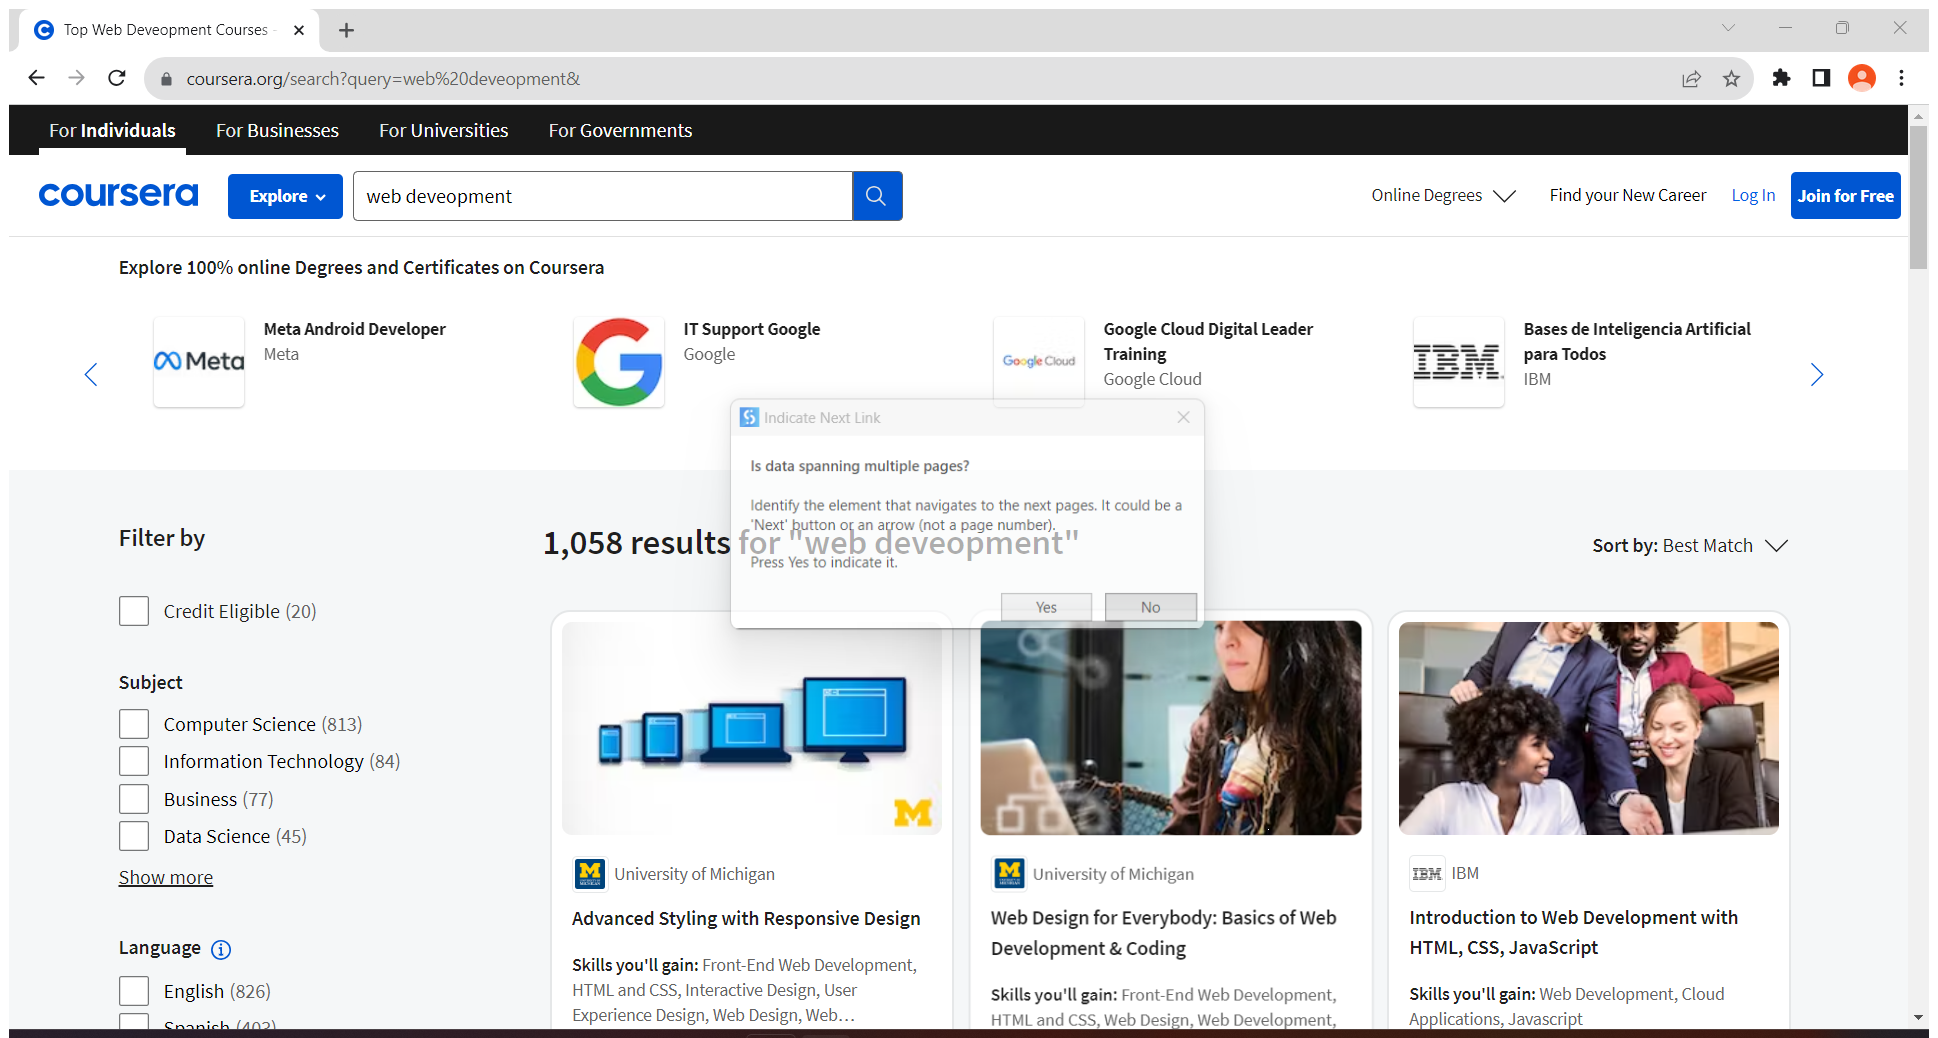 Top Web Deveopment Courses -
coursera.org/search?query=web%20deveopment&
For Individuals
For Businesses
For Universities
For Governments
coursera
Explore
web deveopment
Online Degrees
Find your New Career
Log In
Join for Free
Explore 100% online Degrees and Certificates on Coursera
Meta
Meta Android Developer
Meta
IT Support Google
Google
Google Cloud
Google Cloud Digital Leader
Training
Google Cloud
IBM
Bases de Inteligencia Artificial
para Todos
IBM
Indicate Next Link
Is data spanning multiple pages?
Identify the element that navigates to the next pages. It could be a
'Next' button or an arrow (not a page number).
Press Yes to indicate it.
Yes
No
Filter by
1,058 results for "web deveopment"
Sort by: Best Match
Credit Eligible (20)
Subject
Computer Science (813)
Information Technology (84)
Business (77)
Data Science (45)
Show more
Language
English (826)
Spanish (403)
M
University of Michigan
Advanced Styling with Responsive Design
Skills you'll gain: Front-End Web Development,
HTML and CSS, Interactive Design, User
Experience Design, Web Design, Web…
M
University of Michigan
Web Design for Everybody: Basics of Web
Development & Coding
Skills you'll gain: Front-End Web Development,
HTML and CSS, Web Design, Web Development,
IBM
IBM
Introduction to Web Development with
HTML, CSS, JavaScript
Skills you'll gain: Web Development, Cloud
Applications, Javascript